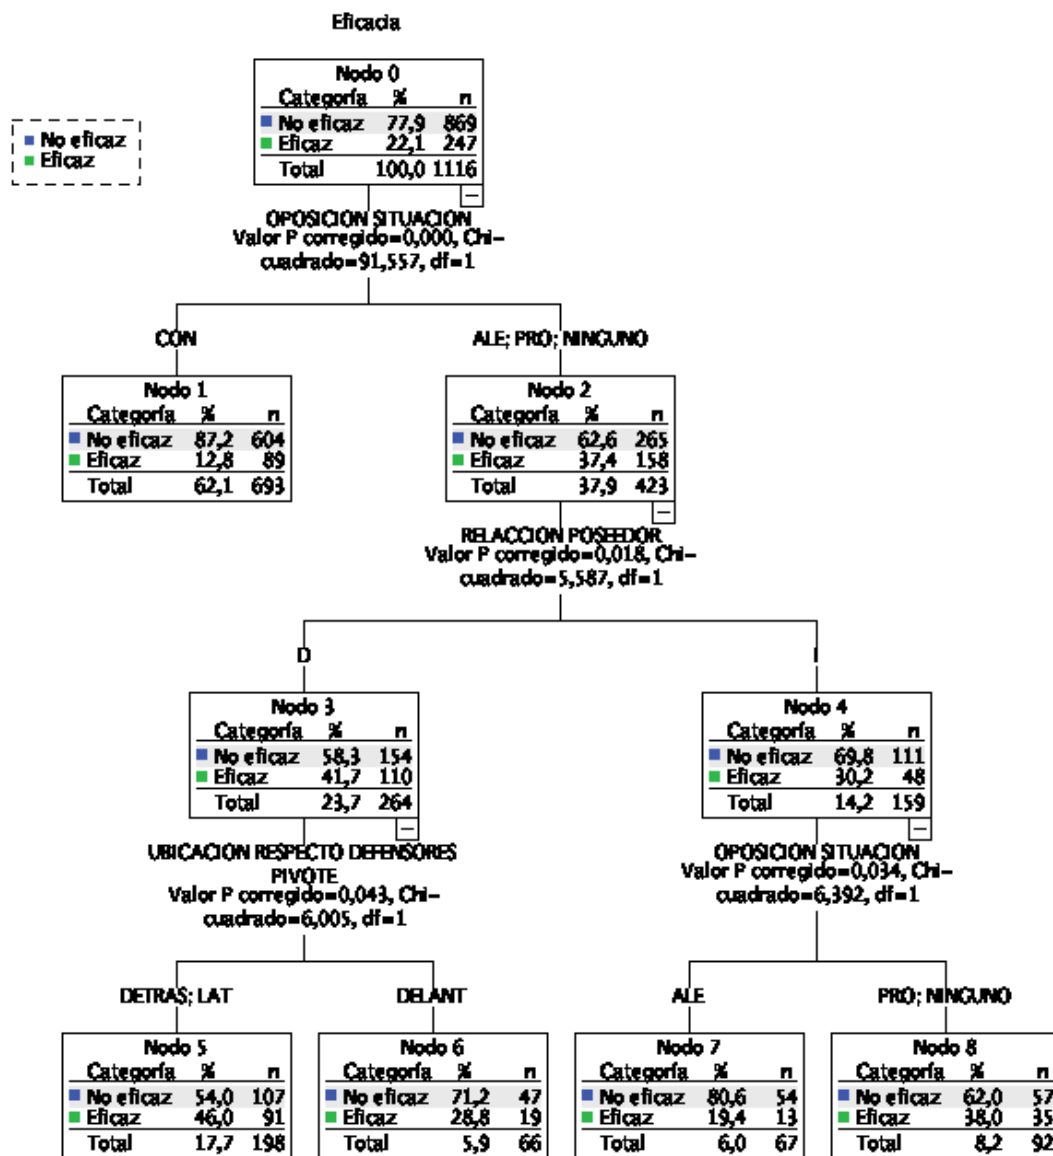 Eficacia
Nodo 0
Categoría % n
No eficaz 77,9 869
Eficaz 22,1 247
Total 100,0 1116
No eficaz
Eficaz
OPOSICION SITUACION
Valor P corregido=0,000, Chi-
cuadrado=91,557, df=1
CON
ALE; PRO; NINGUNO
Nodo 1
Categoría % n
No eficaz 87,2 604
Eficaz 12,8 89
Total 62,1 693
Nodo 2
Categoría % n
No eficaz 62,6 265
Eficaz 37,4 158
Total 37,9 423
RELACCION POSEEDOR
Valor P corregido=0,018, Chi-
cuadrado=5,587, df=1
D
I
Nodo 3
Categoría % n
No eficaz 58,3 154
Eficaz 41,7 110
Total 23,7 264
Nodo 4
Categoría % n
No eficaz 69,8 111
Eficaz 30,2 48
Total 14,2 159
UBICACION RESPECTO DEFENSORES
PIVOTE
Valor P corregido=0,043, Chi-
cuadrado=6,005, df=1
OPOSICION SITUACION
Valor P corregido=0,034, Chi-
cuadrado=6,392, df=1
DETRAS; LAT
DELANT
ALE
PRO; NINGUNO
Nodo 5
Categoría % n
No eficaz 54,0 107
Eficaz 46,0 91
Total 17,7 198
Nodo 6
Categoría % n
No eficaz 71,2 47
Eficaz 28,8 19
Total 5,9 66
Nodo 7
Categoría % n
No eficaz 80,6 54
Eficaz 19,4 13
Total 6,0 67
Nodo 8
Categoría % n
No eficaz 62,0 57
Eficaz 38,0 35
Total 8,2 92